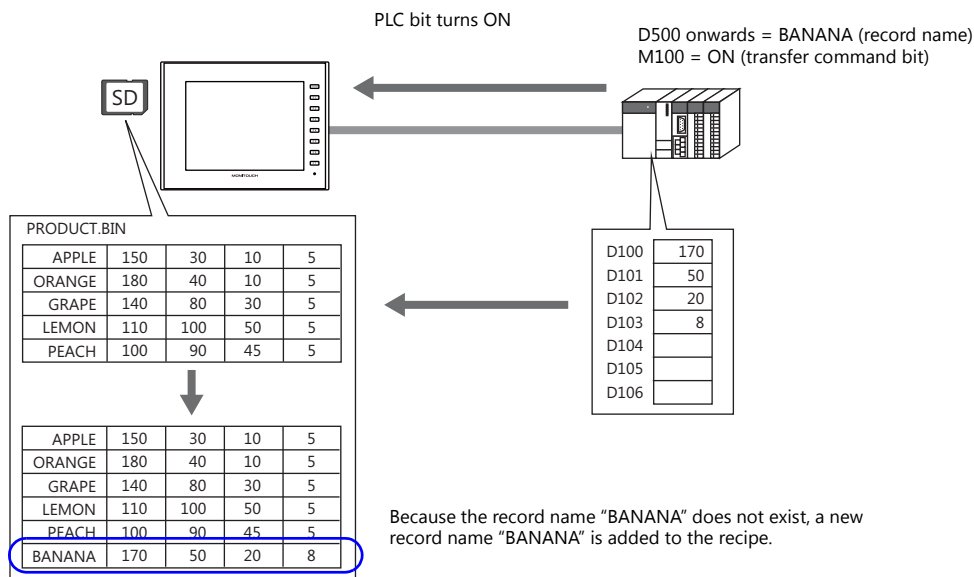 PLC bit turns ON
D500 onwards = BANANA (record name)
M100 = ON (transfer command bit)
SD
MONITOUCH
PRODUCT.BIN
APPLE 150 30 10 5
ORANGE 180 40 10 5
GRAPE 140 80 30 5
LEMON 110 100 50 5
PEACH 100 90 45 5
D100 170
D101 50
D102 20
D103 8
D104
D105
D106
APPLE 150 30 10 5
ORANGE 180 40 10 5
GRAPE 140 80 30 5
LEMON 110 100 50 5
PEACH 100 90 45 5
BANANA 170 50 20 8
Because the record name “BANANA” does not exist, a new
record name “BANANA” is added to the recipe.